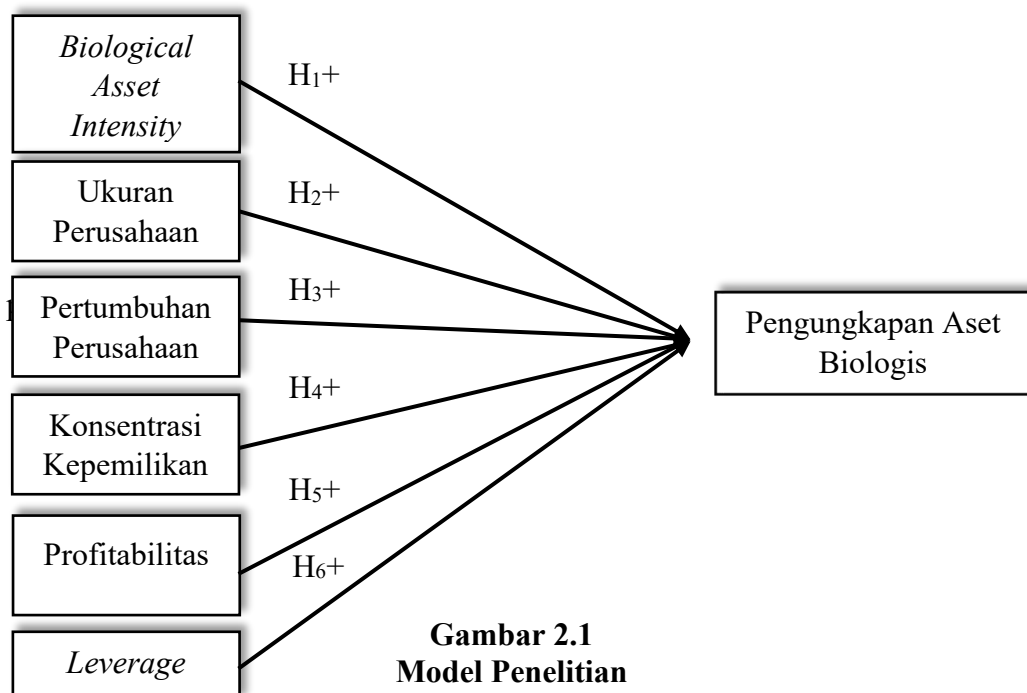 Biological
Asset
Intensity
H1+
Ukuran
Perusahaan
H2+
Pertumbuhan
Perusahaan
H3+
Konsentrasi
Kepemilikan
H4+
Profitabilitas
H5+
Leverage
H6+
Pengungkapan Aset
Biologis
Gambar 2.1
Model Penelitian